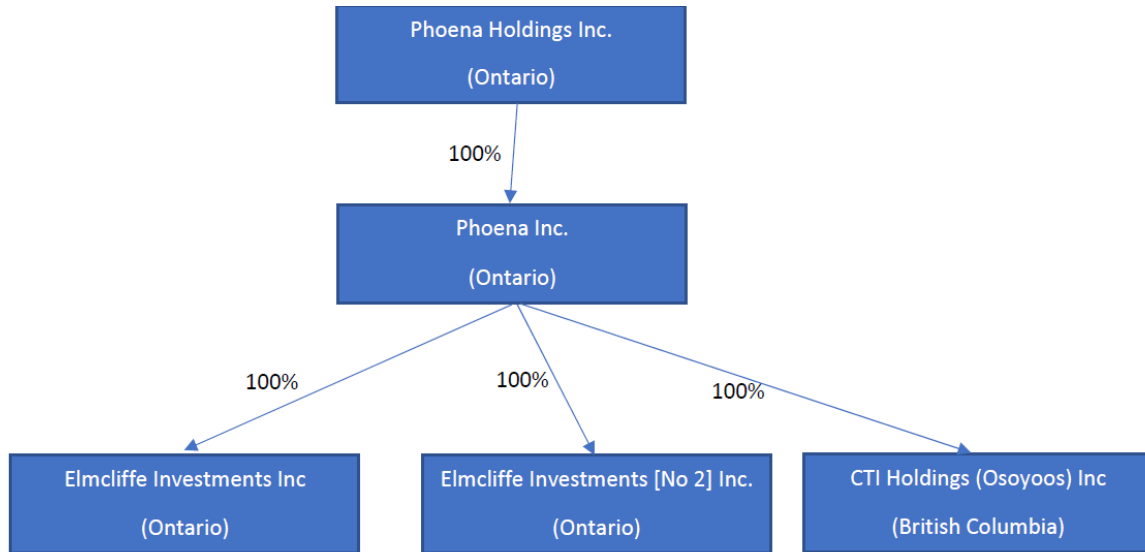 Phoena Holdings Inc.
(Ontario)
100%
Phoena Inc.
(Ontario)
100%
100%
100%
Elmcliffe Investments Inc
(Ontario)
Elmcliffe Investments [No 2] Inc.
(Ontario)
CTI Holdings (Osoyoos) Inc
(British Columbia)